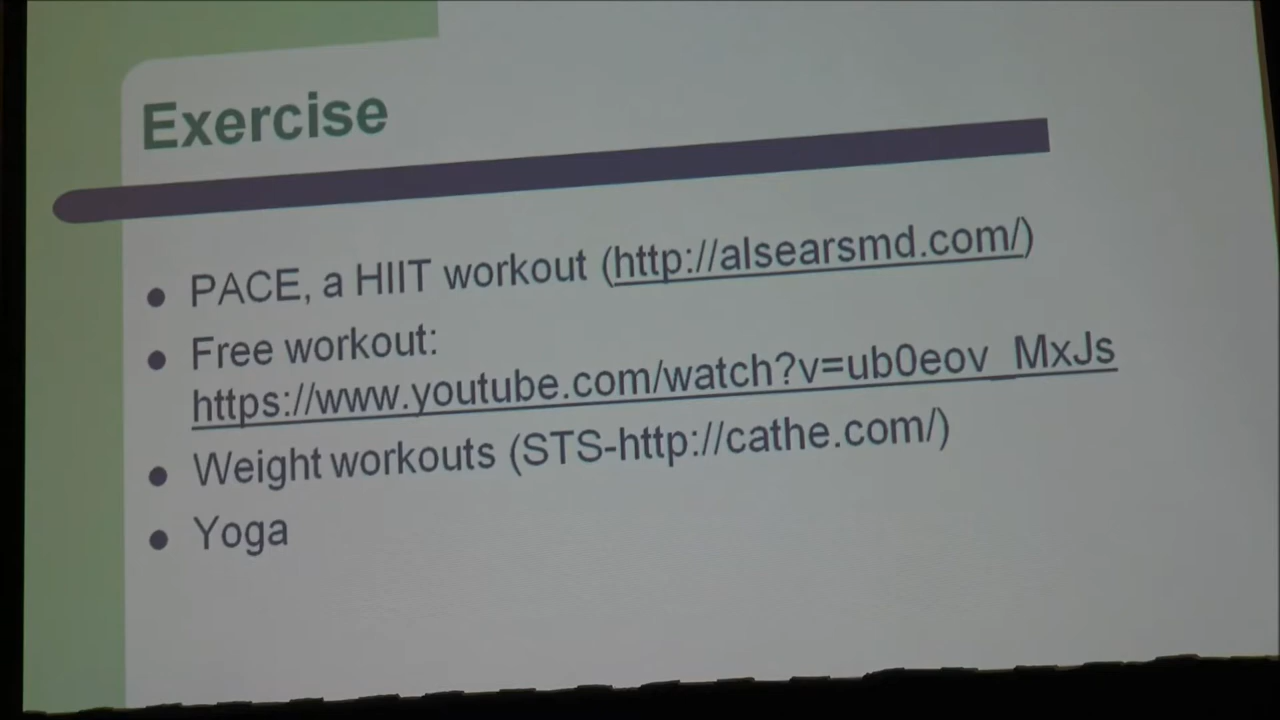 Exercise
PACE, a HIIT workout (http://alsearsmd.com/)
Free workout:
https://www.youtube.com/watch?v=ub0eov_MxJs
Weight workouts (STS-http://cathe.com/)
Yoga